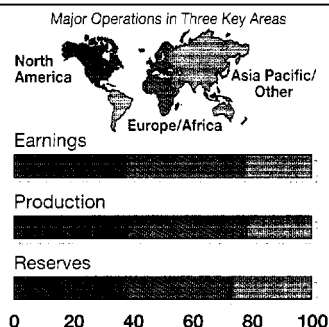 Major Operations in Three Key Areas
North
America
Asia Pacific/
Other
Europe/Africa
Earnings
Production
Reserves
0 20 40 60 80 100